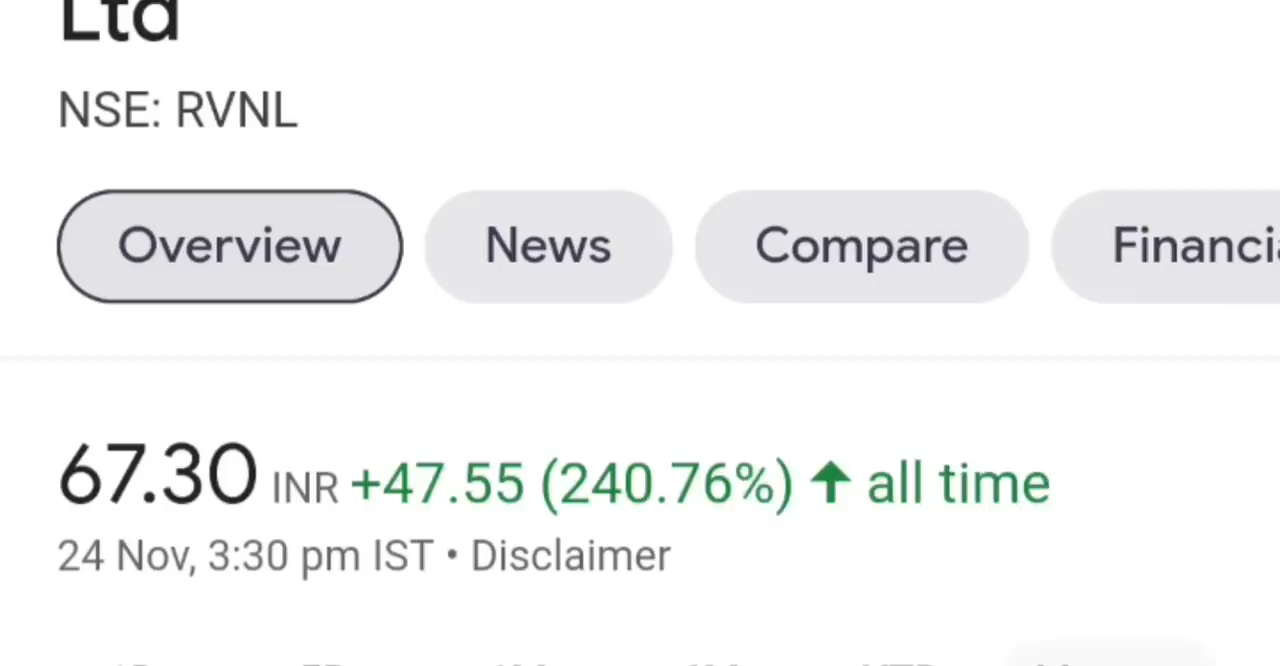 Ltd
NSE: RVNL
Overview News Compare Financia
67.30 INR +47.55 (240.76%) ↑ all time
24 Nov, 3:30 pm IST • Disclaimer